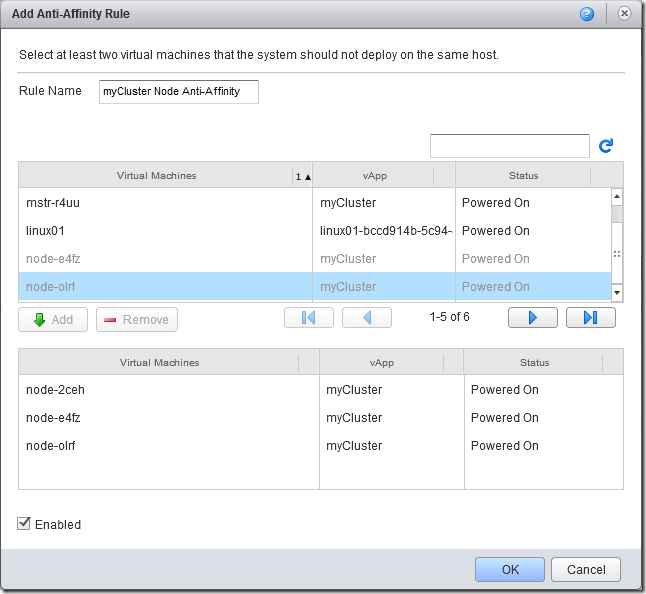 Add Anti-Affinity Rule
Select at least two virtual machines that the system should not deploy on the same host.
Rule Name myCluster Node Anti-Affinity
Virtual Machines 1 ▲ vApp Status
mstr-r4uu myCluster Powered On
linux01 linux01-bccd914b-5c94- Powered On
node-e4fz myCluster Powered On
node-olrf myCluster Powered On
Add Remove 1-5 of 6
Virtual Machines vApp Status
node-2ceh myCluster Powered On
node-e4fz myCluster Powered On
node-olrf myCluster Powered On
Enabled
OK Cancel